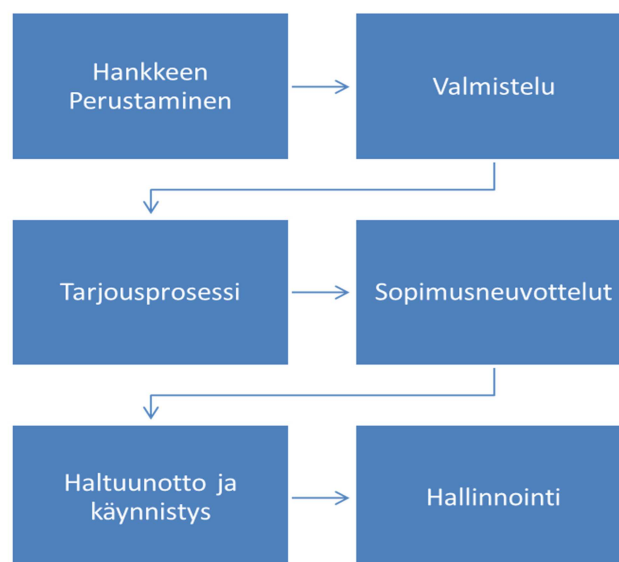 Hankkeen
Perustaminen
Valmistelu
Tarjousprosessi
Sopimusneuvottelut
Haltuunotto ja
käynnistys
Hallinnointi